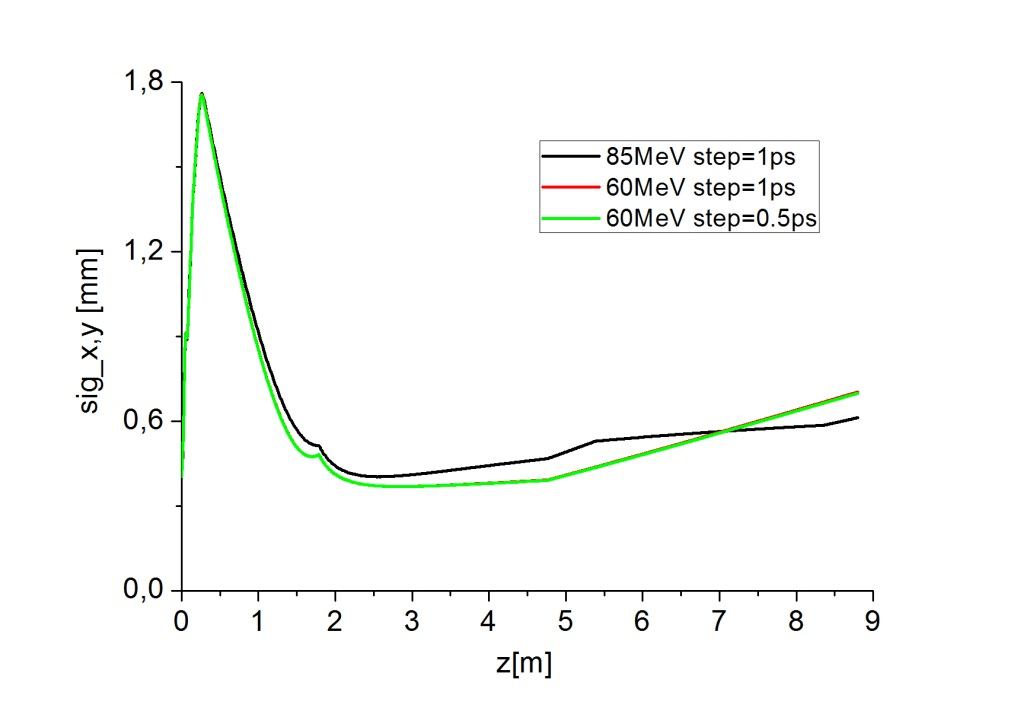 1,8
1,2
0,6
0,0
sig_x,y [mm]
85MeV step=1ps
60MeV step=1ps
60MeV step=0.5ps
0 1 2 3 4 5 6 7 8 9
z[m]